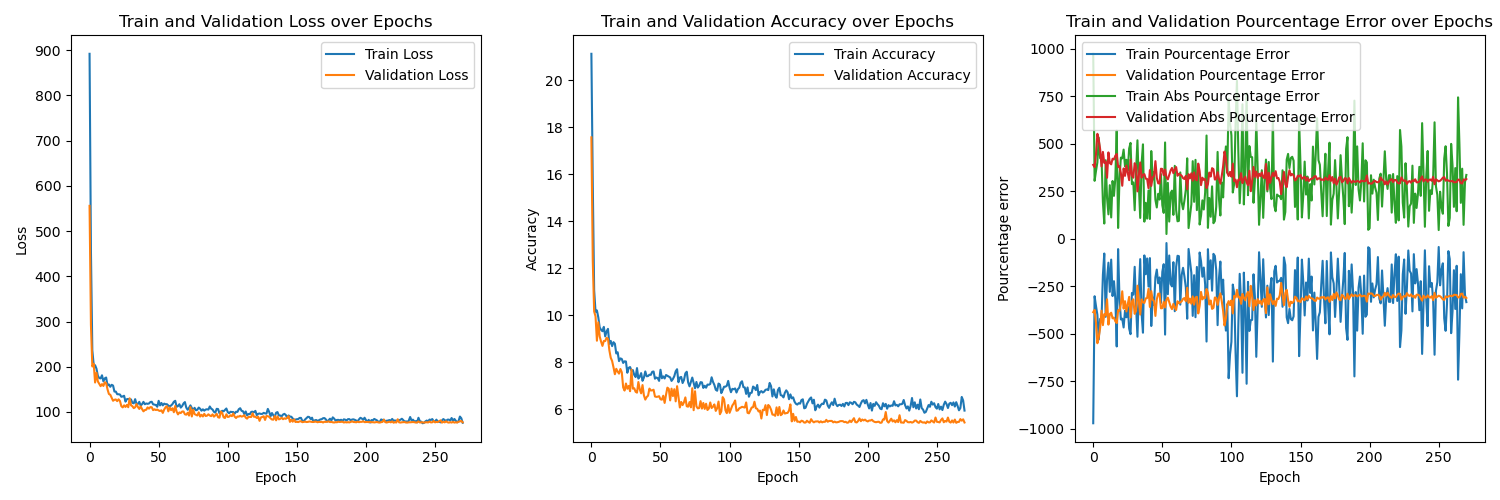 Train and Validation Loss over Epochs
Train Loss
Validation Loss
900
800
700
600
500
400
300
200
100
Loss
0
50
100
150
200
250
Epoch
Train and Validation Accuracy over Epochs
Train Accuracy
Validation Accuracy
20
18
16
14
12
10
8
6
Accuracy
0
50
100
150
200
250
Epoch
Train and Validation Pourcentage Error over Epochs
Train Pourcentage Error
Validation Pourcentage Error
Train Abs Pourcentage Error
Validation Abs Pourcentage Error
1000
750
500
250
0
−250
−500
−750
−1000
Pourcentage error
0
50
100
150
200
250
Epoch